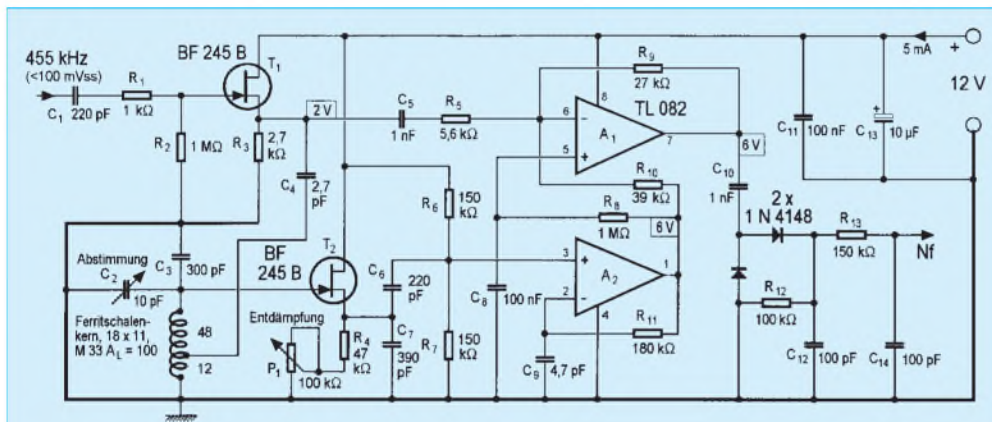 455 kHz
(<100 mVss)
C1
220 pF
R1
1 kΩ
BF 245 B
T1
R2
1 MΩ
R3
2,7
kΩ
2 V
C4
2,7
pF
C5
1 nF
R5
5,6 kΩ
R9
27 kΩ
TL 082
8
6
−
A1
7
5
+
6 V
R10
39 kΩ
R8
1 MΩ
6 V
C10
1 nF
C11
100 nF
+
C13
10 µF
5 mA
+
12 V
2 x
1 N 4148
R13
150 kΩ
Nf
R12
100 kΩ
C12
100 pF
C14
100 pF
R6
150
kΩ
T2
BF
245 B
C6
220
pF
C7
390
pF
R7
150
kΩ
C8
100 nF
3
+
A2
1
2
−
4
R11
180 kΩ
C9
4,7 pF
Abstimmung
C2
10 pF
C3
300 pF
Ferritschalen-
kern, 18 x 11,
M 33 AL = 100
48
12
Entdämpfung
P1
100 kΩ
R4
47
kΩ